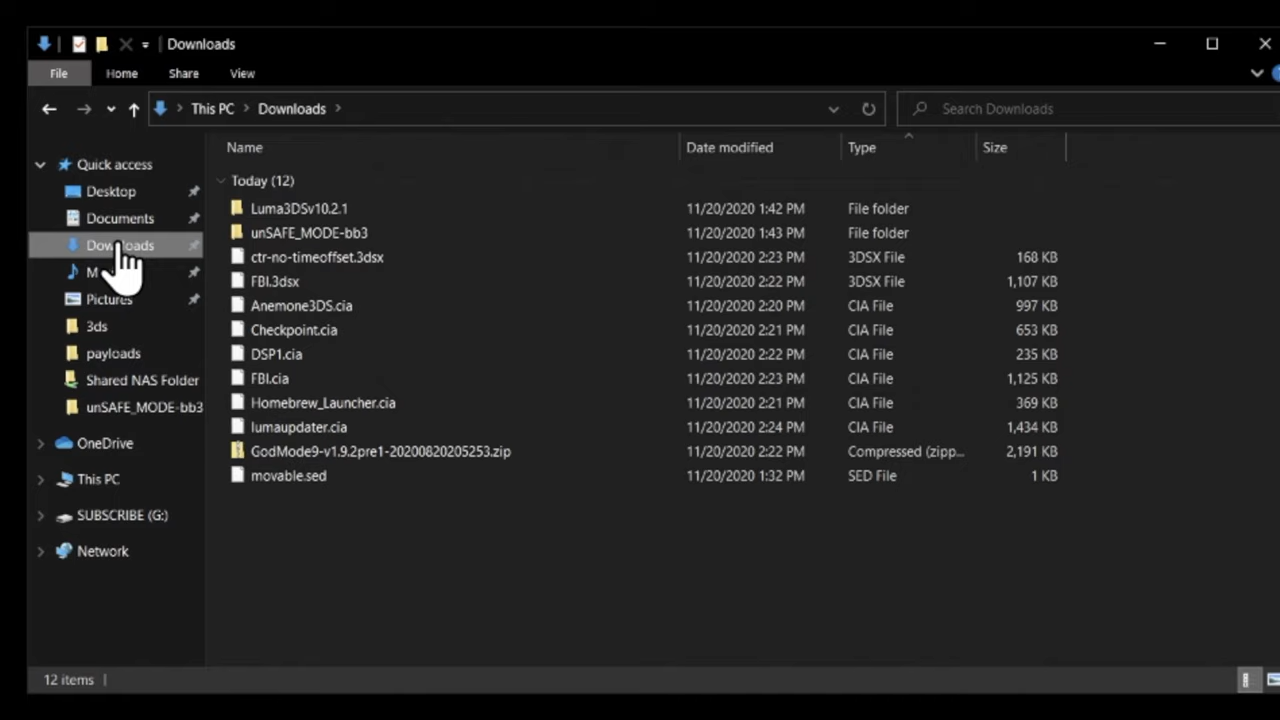 Downloads
File Home Share View
This PC > Downloads >
Search Downloads
Name Date modified Type Size
Quick access
Desktop
Documents
Downloads
M
Pictures
3ds
payloads
Shared NAS Folder
unSAFE_MODE-bb3
OneDrive
This PC
SUBSCRIBE (G:)
Network
Today (12)
Luma3DSv10.2.1 11/20/2020 1:42 PM File folder
unSAFE_MODE-bb3 11/20/2020 1:43 PM File folder
ctr-no-timeoffset.3dsx 11/20/2020 2:23 PM 3DSX File 168 KB
FBI.3dsx 11/20/2020 2:22 PM 3DSX File 1,107 KB
Anemone3DS.cia 11/20/2020 2:20 PM CIA File 997 KB
Checkpoint.cia 11/20/2020 2:21 PM CIA File 653 KB
DSP1.cia 11/20/2020 2:22 PM CIA File 235 KB
FBI.cia 11/20/2020 2:23 PM CIA File 1,125 KB
Homebrew_Launcher.cia 11/20/2020 2:21 PM CIA File 369 KB
lumaupdater.cia 11/20/2020 2:24 PM CIA File 1,434 KB
GodMode9-v1.9.2pre1-20200820205253.zip 11/20/2020 2:22 PM Compressed (zipp... 2,191 KB
movable.sed 11/20/2020 1:32 PM SED File 1 KB
12 items